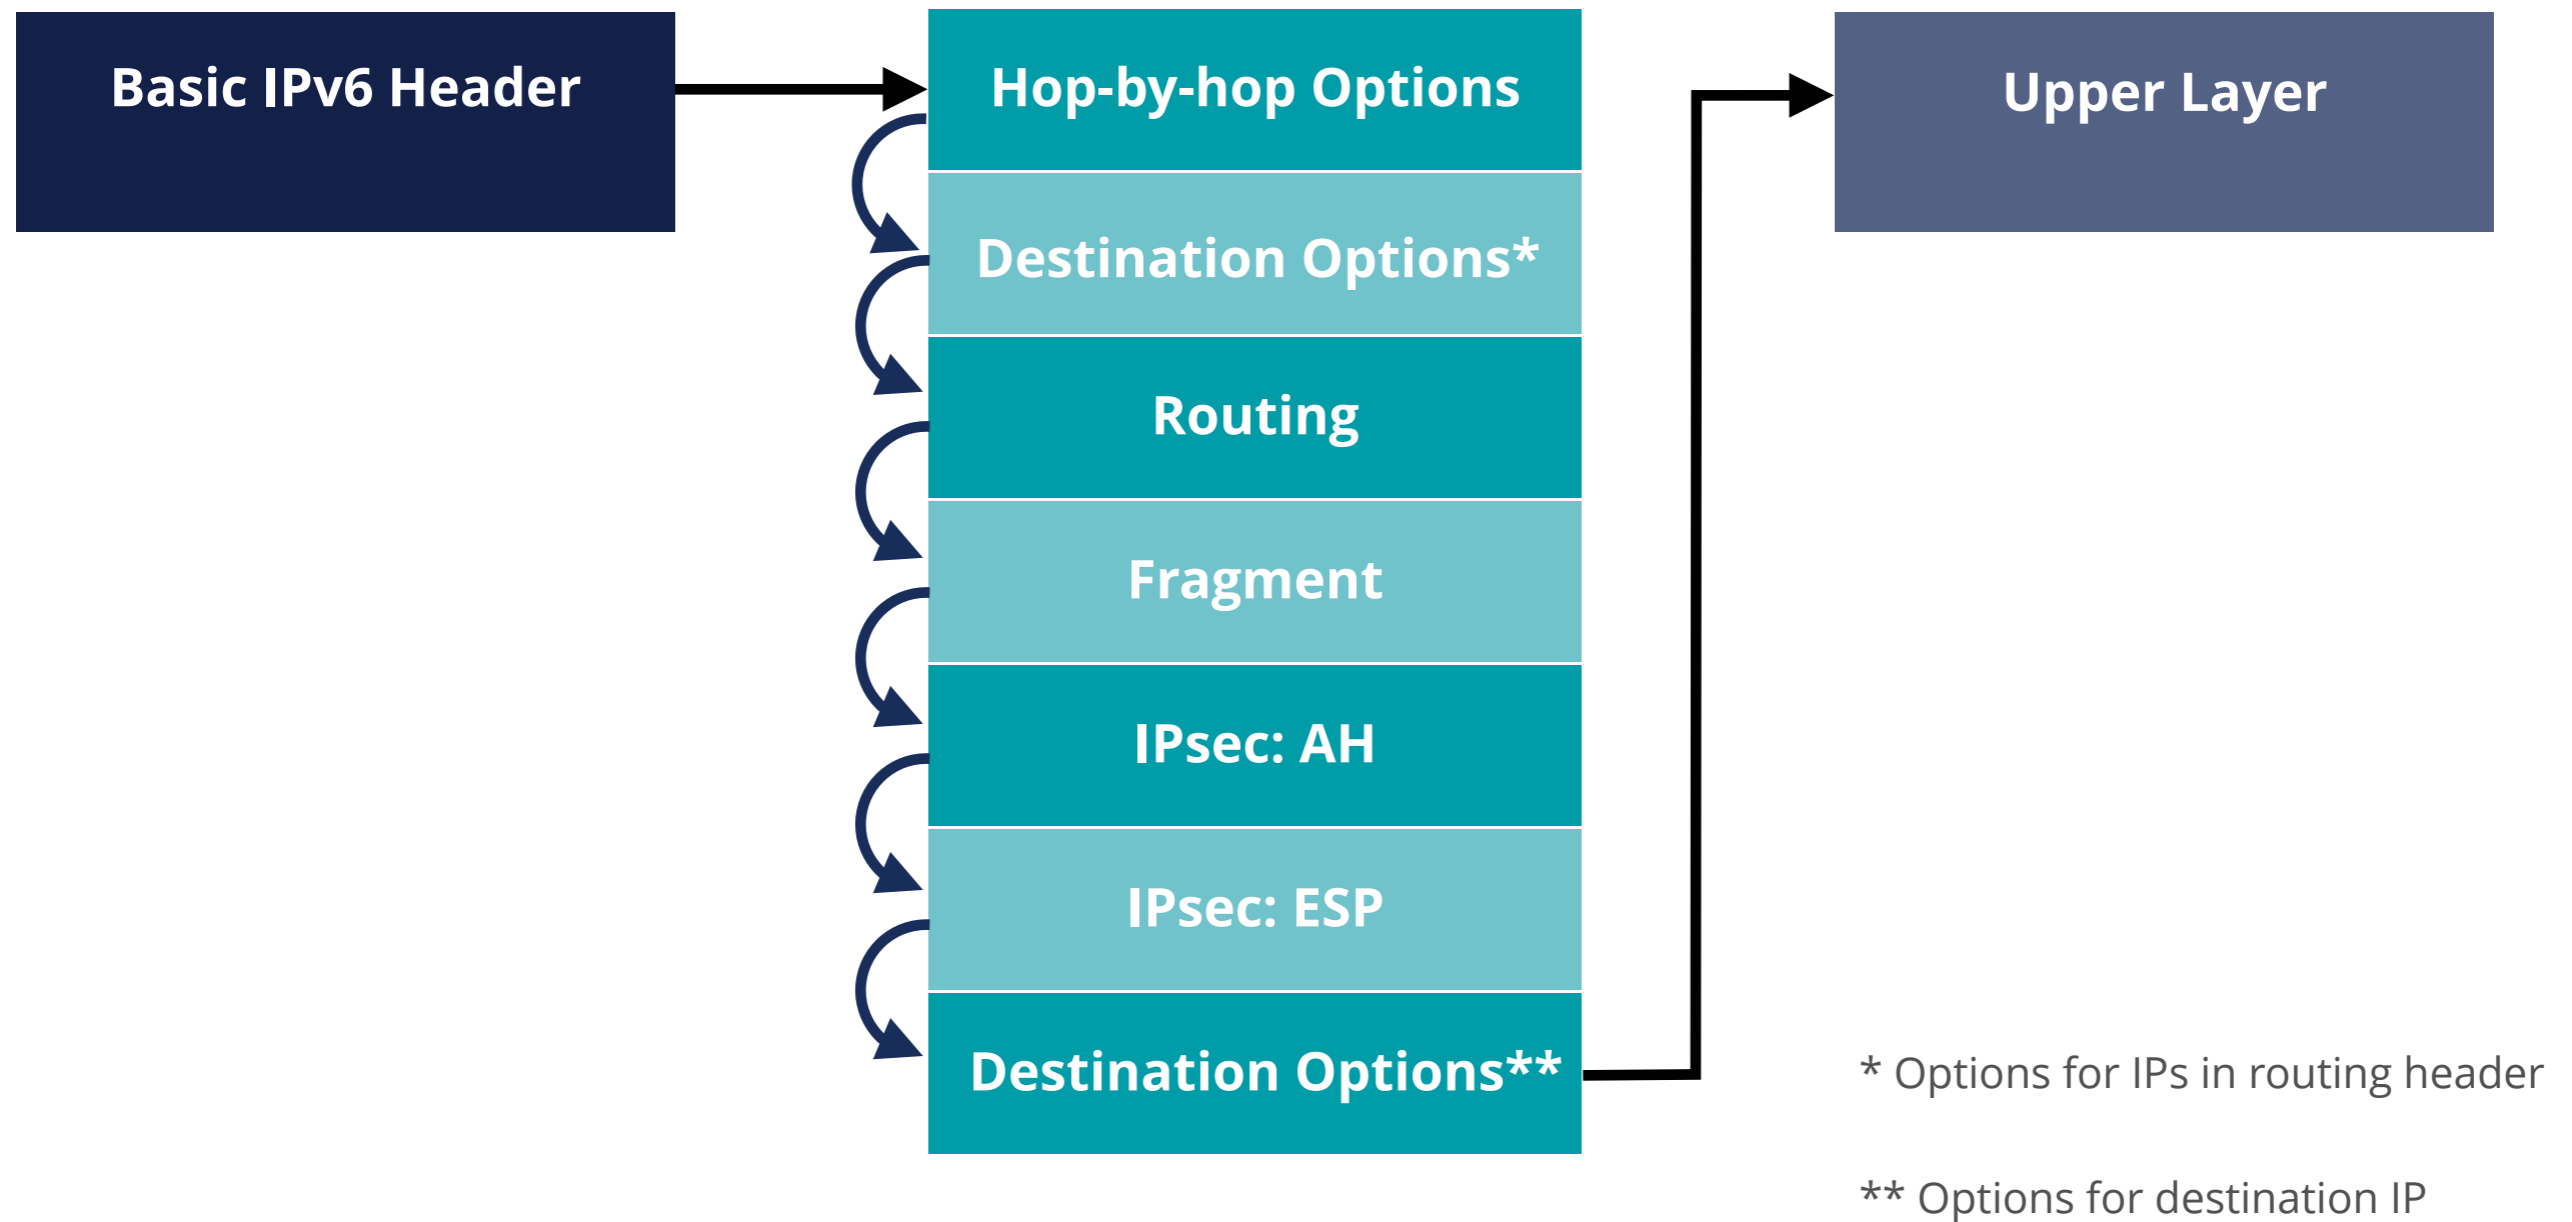 Basic IPv6 Header
Hop-by-hop Options
Destination Options*
Routing
Fragment
IPsec: AH
IPsec: ESP
Destination Options**
Upper Layer
* Options for IPs in routing header
** Options for destination IP